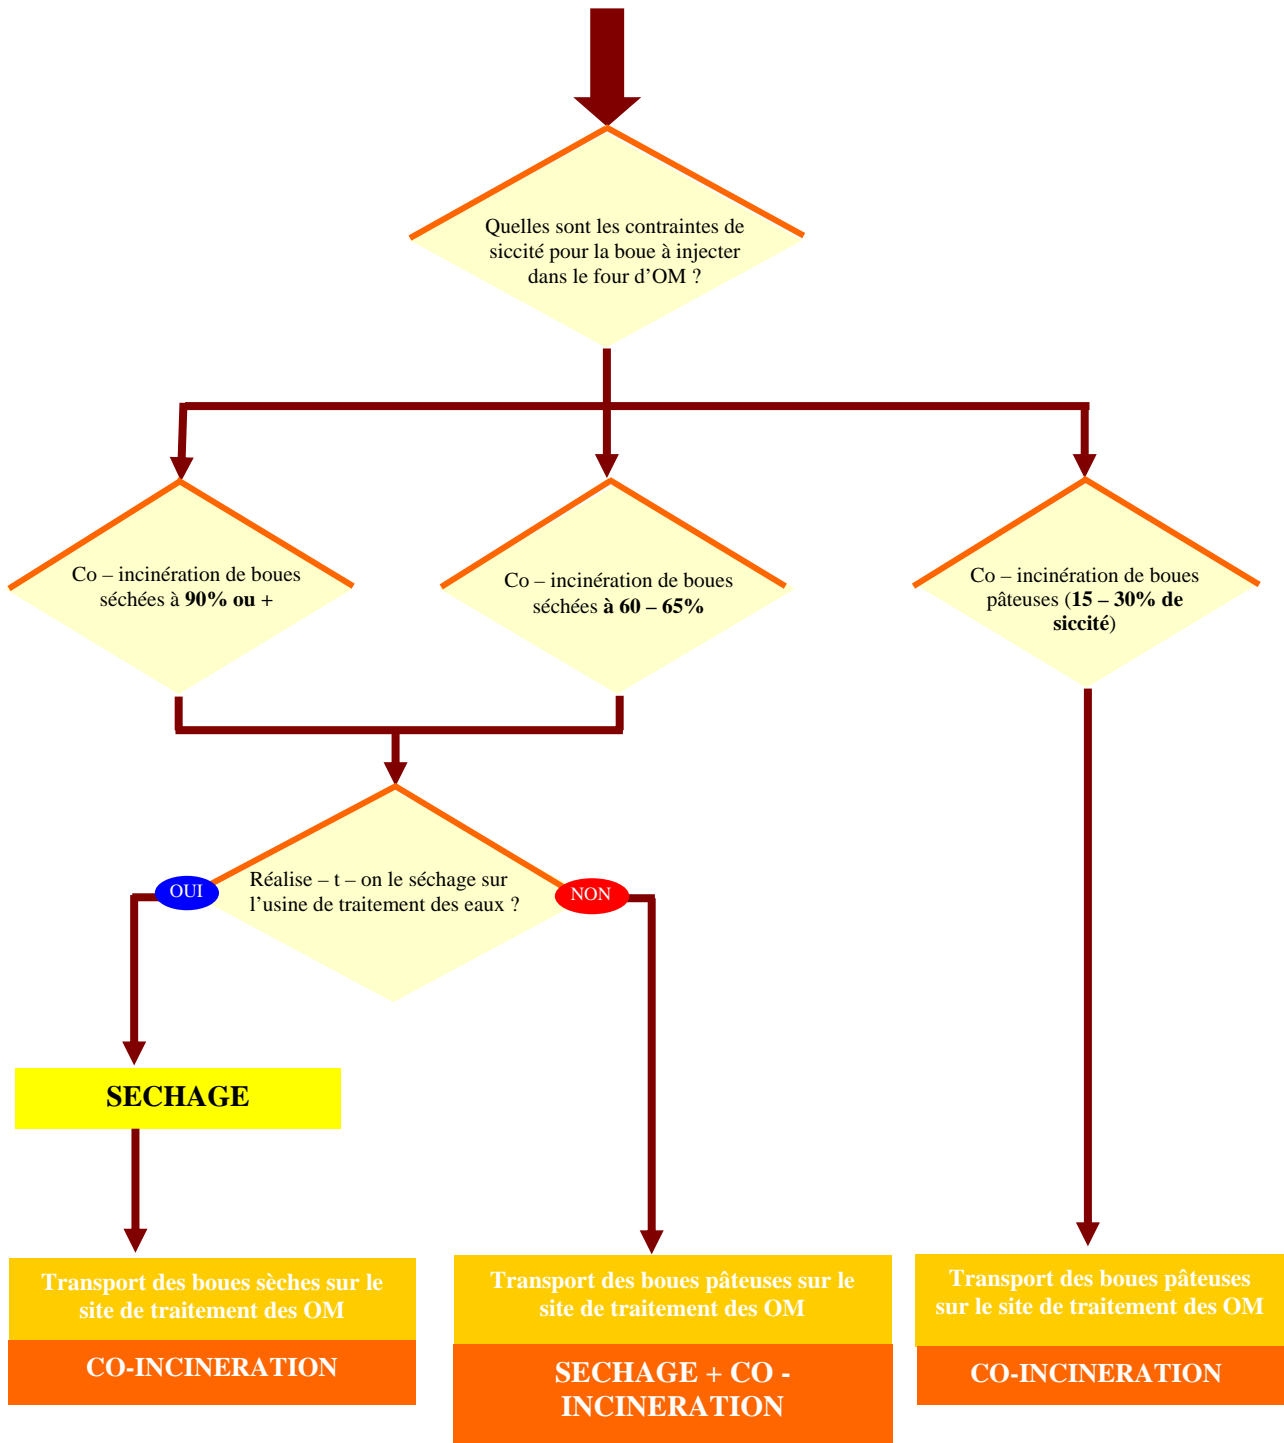 Quelles sont les contraintes de
siccité pour la boue à injecter
dans le four d’OM ?
Co – incinération de boues
séchées à 90% ou +
Co – incinération de boues
séchées à 60 – 65%
Co – incinération de boues
pâteuses (15 – 30% de
siccité)
Réalise – t – on le séchage sur
l’usine de traitement des eaux ?
OUI
NON
SECHAGE
Transport des boues sèches sur le
site de traitement des OM
CO-INCINERATION
Transport des boues pâteuses sur le
site de traitement des OM
SECHAGE + CO -
INCINERATION
Transport des boues pâteuses
sur le site de traitement des OM
CO-INCINERATION